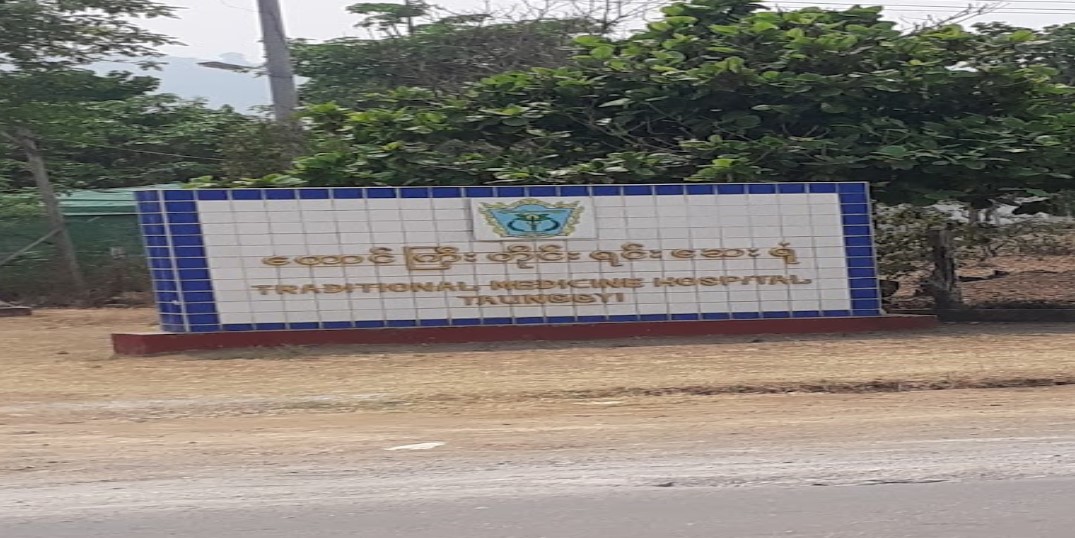 တောင်ကြီးတိုင်းရင်းဆေးရုံ
TRADITIONAL MEDICINE HOSPITAL
TAUNGGYI